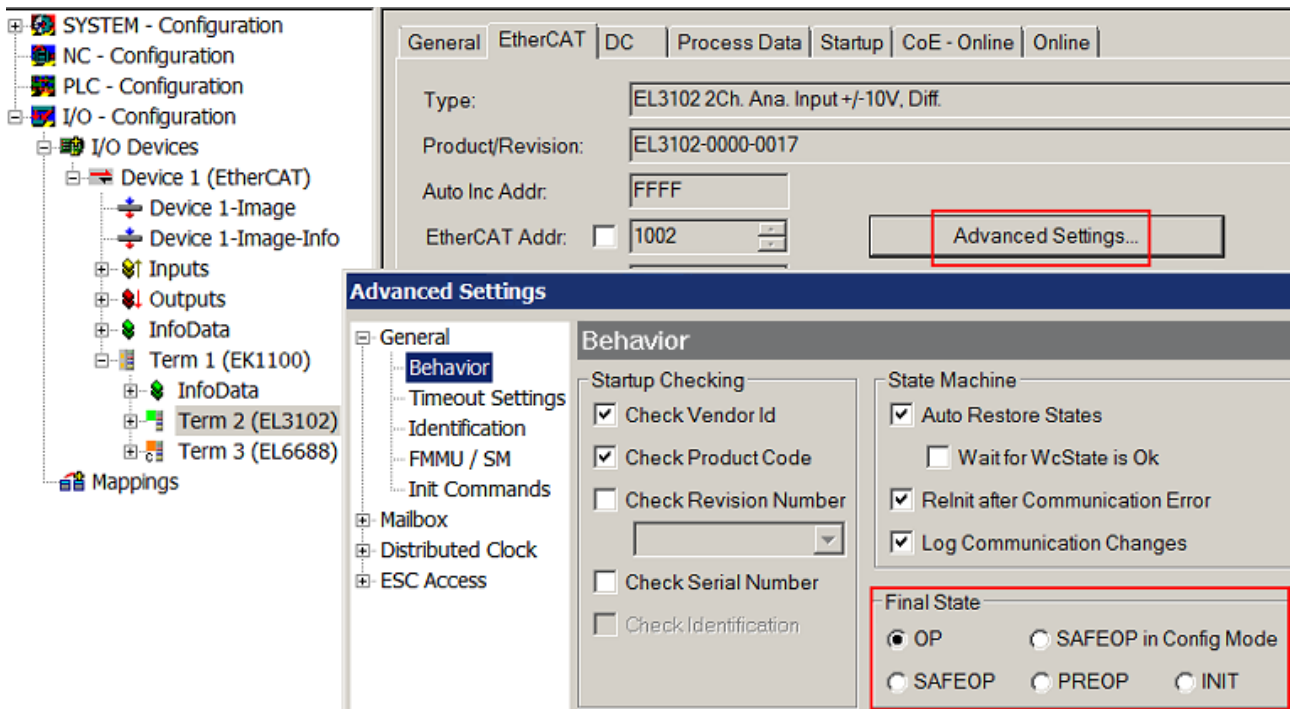 SYSTEM - Configuration
NC - Configuration
PLC - Configuration
I/O - Configuration
I/O Devices
Device 1 (EtherCAT)
Device 1-Image
Device 1-Image-Info
Inputs
Outputs
InfoData
Term 1 (EK1100)
InfoData
Term 2 (EL3102)
Term 3 (EL6688)
Mappings
General EtherCAT DC Process Data Startup CoE - Online Online
Type: EL3102 2Ch. Ana. Input +/-10V, Diff.
Product/Revision: EL3102-0000-0017
Auto Inc Addr: FFFF
EtherCAT Addr: 1002 Advanced Settings...
Advanced Settings
General
Behavior
Timeout Settings
Identification
FMMU / SM
Init Commands
Mailbox
Distributed Clock
ESC Access
Behavior
Startup Checking
Check Vendor Id
Check Product Code
Check Revision Number
Check Serial Number
Check Identification
State Machine
Auto Restore States
Wait for WcState is Ok
ReInit after Communication Error
Log Communication Changes
Final State
OP SAFEOP in Config Mode
SAFEOP PREOP INIT